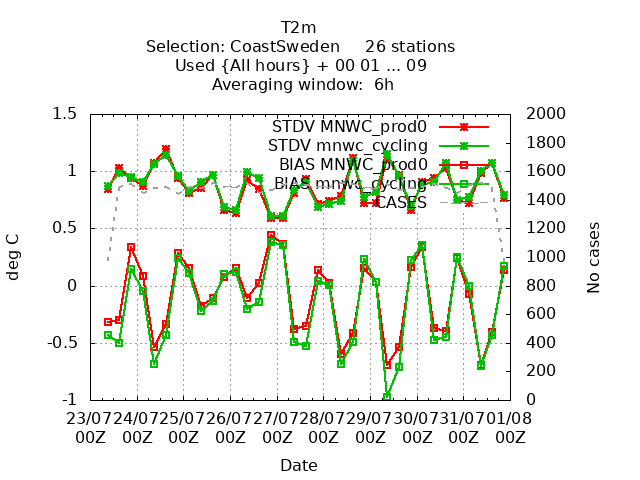 T2m
Selection: CoastSweden     26 stations
Used {All hours} + 00 01 ... 09
Averaging window:  6h
STDV MNWC_prod0
STDV mnwc_cycling
BIAS MNWC_prod0
BIAS mnwc_cycling
CASES
deg C
1.5
1
0.5
0
-0.5
-1
No cases
2000
1800
1600
1400
1200
1000
800
600
400
200
0
23/07 24/07 25/07 26/07 27/07 28/07 29/07 30/07 31/07 01/08
00Z 00Z 00Z 00Z 00Z 00Z 00Z 00Z 00Z 00Z
Date